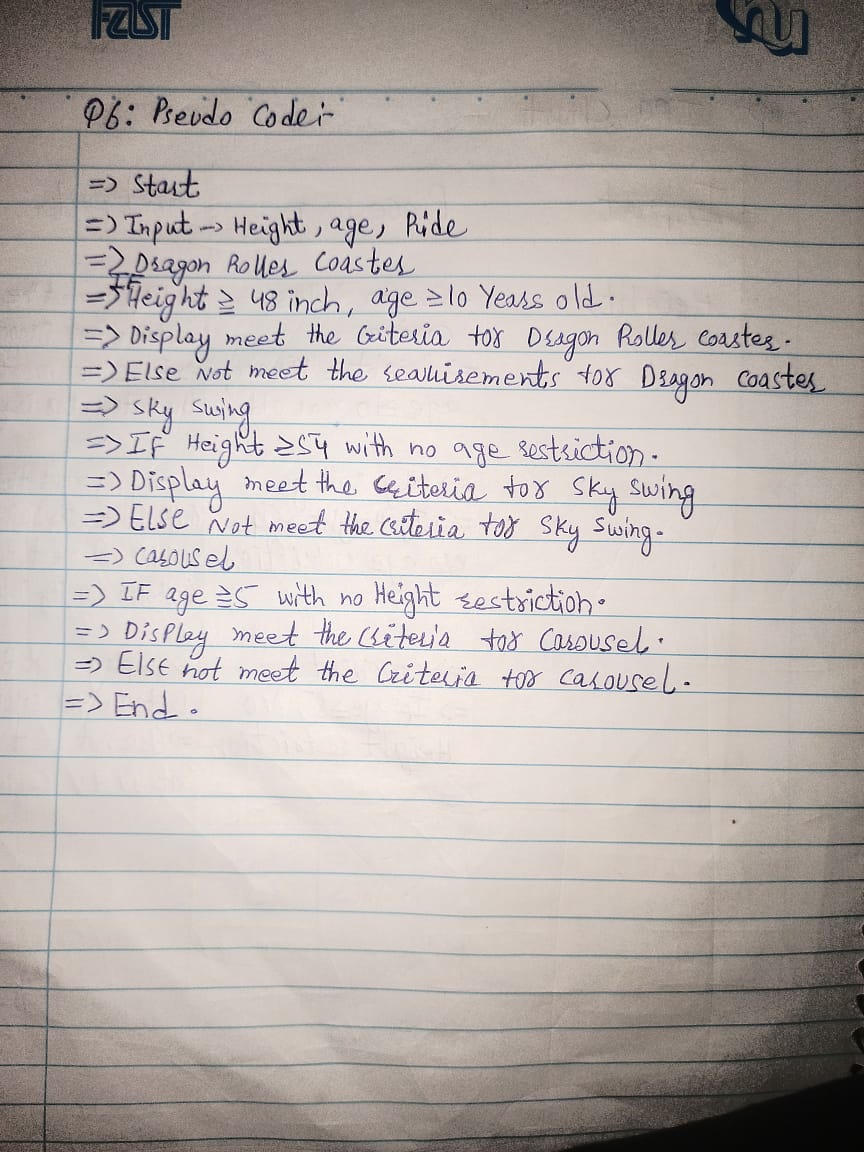 FAST
nu
Q6: Pseudo Code:-
=> Start
=> Input -> Height, age, Ride
=> Dragon Roller Coaster
=> IF Height ≥ 48 inch, age ≥ 10 Years old.
=> Display meet the Criteria for Dragon Roller coaster.
=> Else Not meet the reauirements for Dragon Coaster
=> Sky Swing
=> IF Height ≥ 54 with no age restriction.
=> Display meet the Criteria for Sky Swing
=> Else Not meet the criteria for Sky Swing.
=> Carousel
=> IF age ≥ 5 with no Height restriction.
=> Display meet the Criteria for Carousel.
=> Else not meet the Criteria for carousel.
=> End.